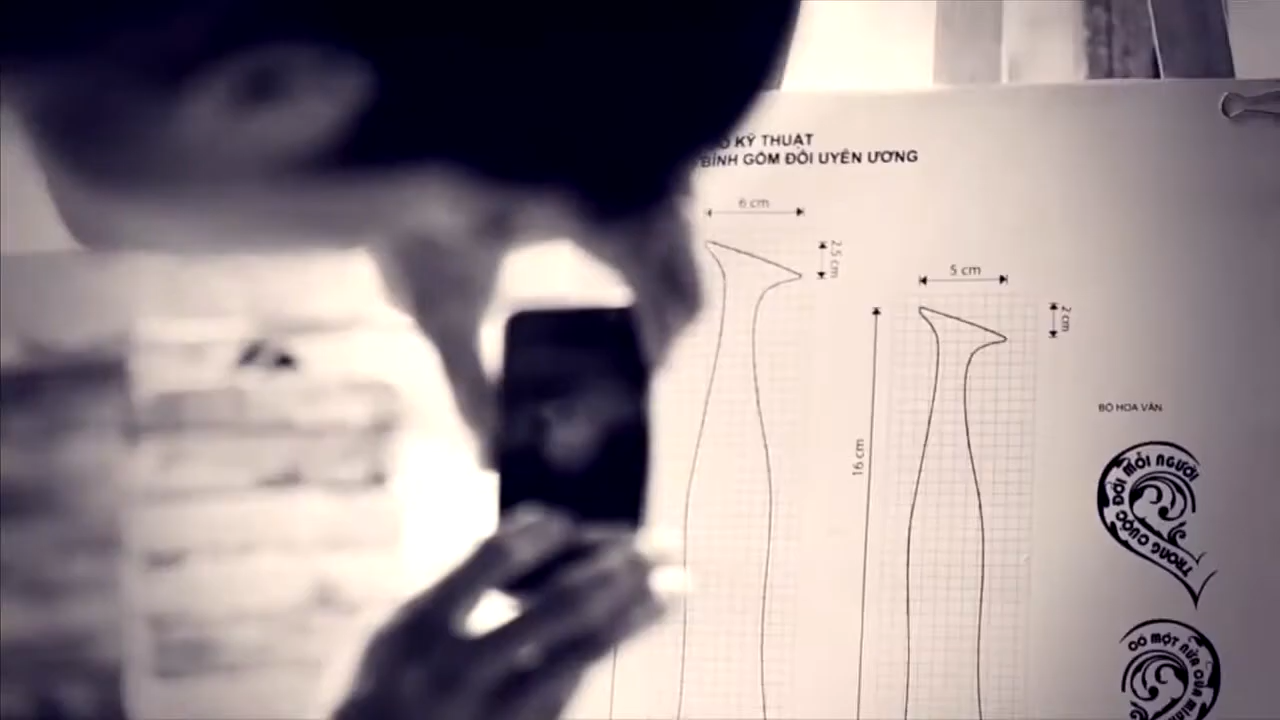 KỸ THUẬT
BÌNH GỐM ĐÔI UYÊN ƯƠNG
6 cm
2.5 cm
5 cm
2 cm
16 cm
BỘ HOA VĂN
TRONG CUỘC ĐỜI MỖI NGƯỜI
CÓ MỘT NỬA CỦA MÌNH